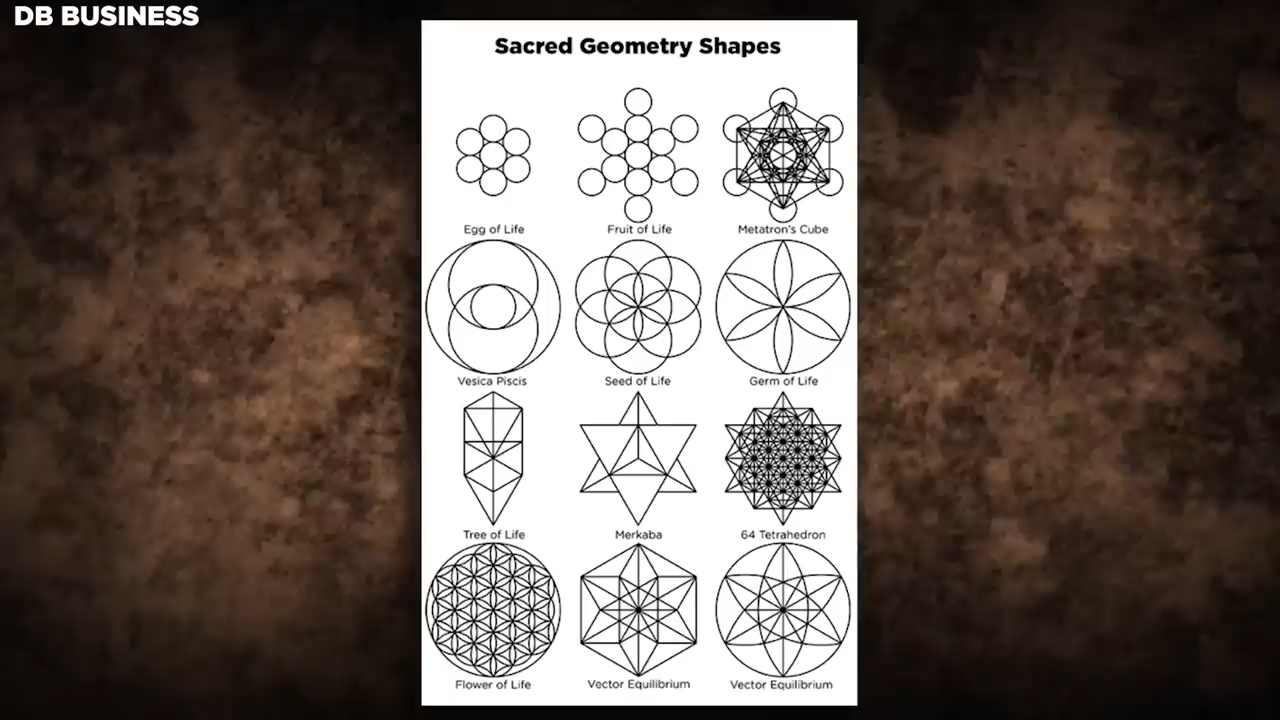 DB BUSINESS
Sacred Geometry Shapes
Egg of Life
Fruit of Life
Metatron's Cube
Vesica Piscis
Seed of Life
Germ of Life
Tree of Life
Merkaba
64 Tetrahedron
Flower of Life
Vector Equilibrium
Vector Equilibrium